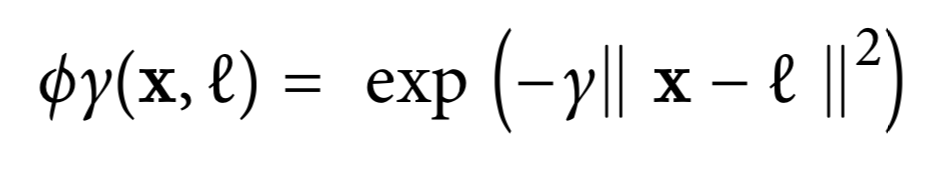 ϕγ(𝐱, ℓ) = exp (−γ‖ 𝐱 − ℓ ‖²)